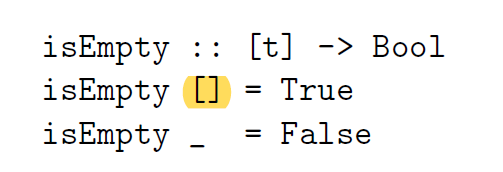 isEmpty :: [t] -> Bool
isEmpty [] = True
isEmpty _  = False